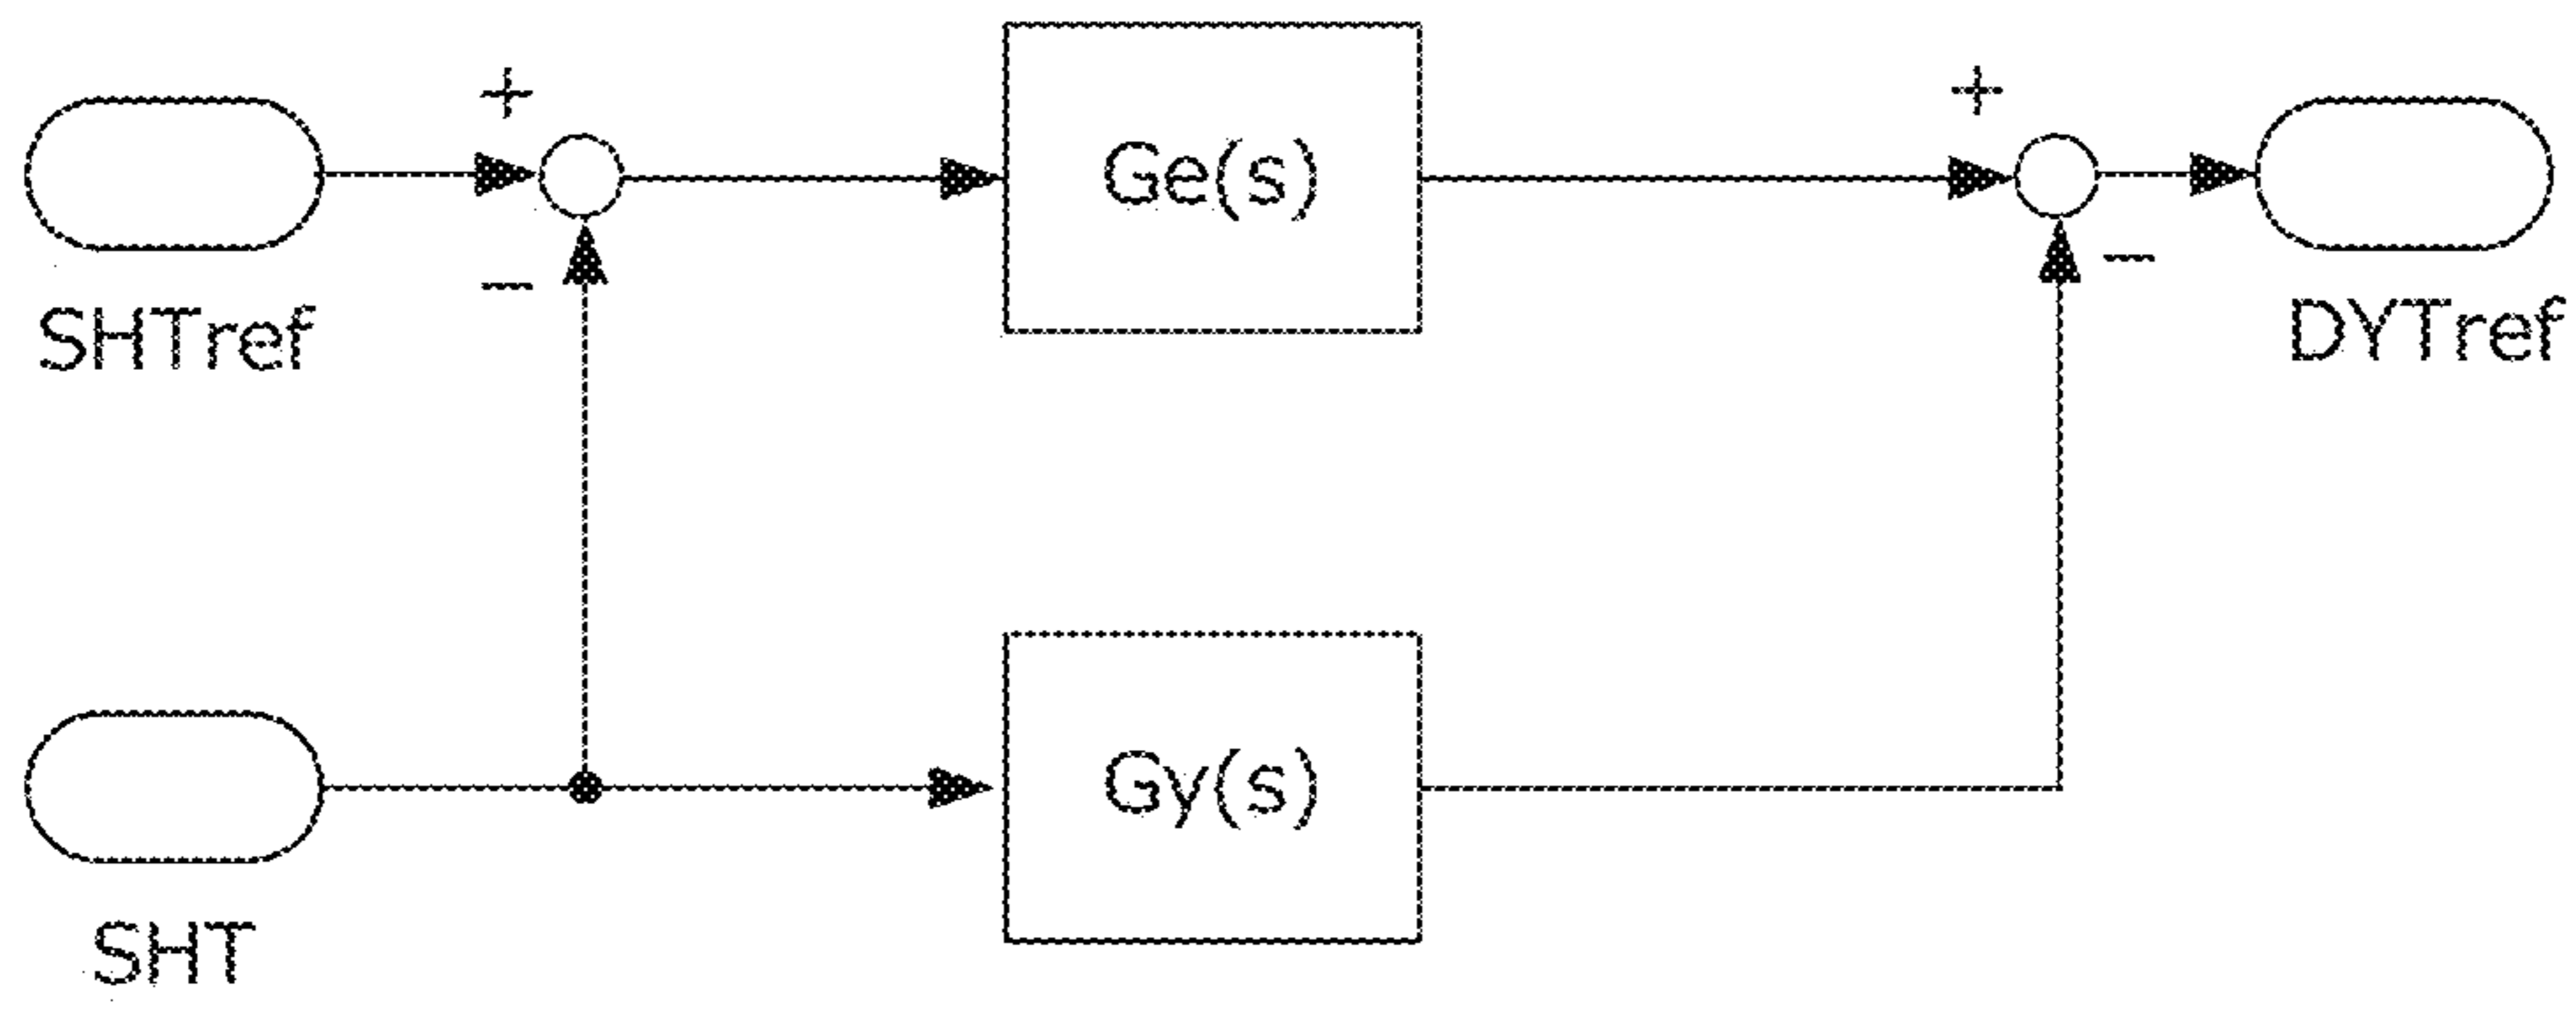 +
+
Ge(s)
−
−
SHTref
DYTref
Gy(s)
SHT